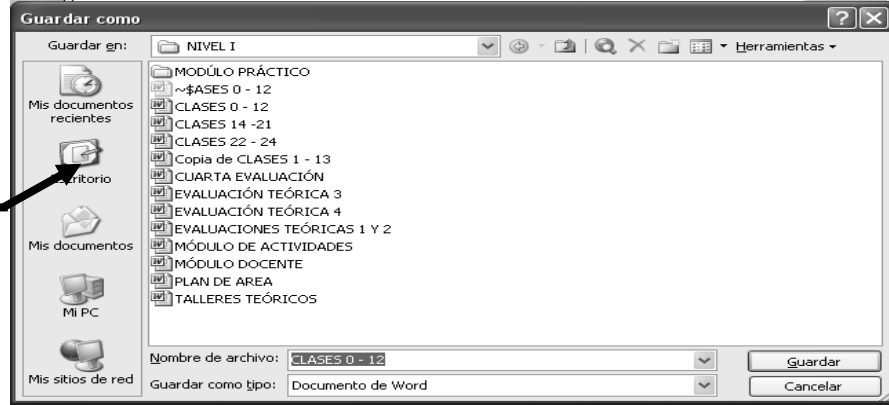 Guardar como
Guardar en:
NIVEL I
Herramientas
Mis documentos
recientes
Escritorio
Mis documentos
Mi PC
Mis sitios de red
MODÚLO PRÁCTICO
~$ASES 0 - 12
CLASES 0 - 12
CLASES 14 -21
CLASES 22 - 24
Copia de CLASES 1 - 13
CUARTA EVALUACIÓN
EVALUACIÓN TEÓRICA 3
EVALUACIÓN TEÓRICA 4
EVALUACIONES TEÓRICAS 1 Y 2
MÓDULO DE ACTIVIDADES
MÓDULO DOCENTE
PLAN DE AREA
TALLERES TEÓRICOS
Nombre de archivo:
CLASES 0 - 12
Guardar
Guardar como tipo:
Documento de Word
Cancelar